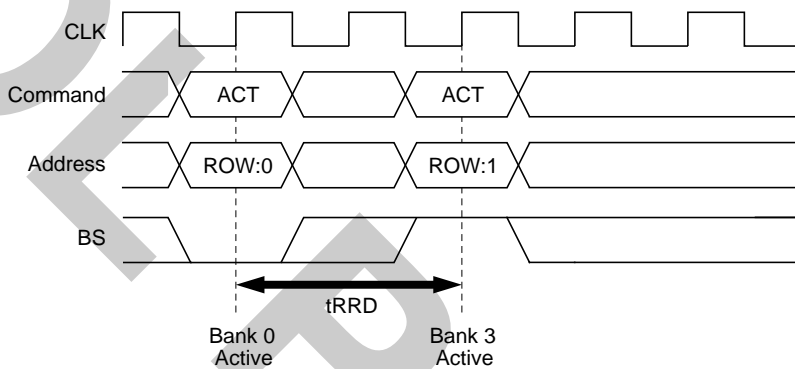 CLK
Command ACT ACT
Address ROW:0 ROW:1
BS
tRRD
Bank 0 Bank 3
Active Active